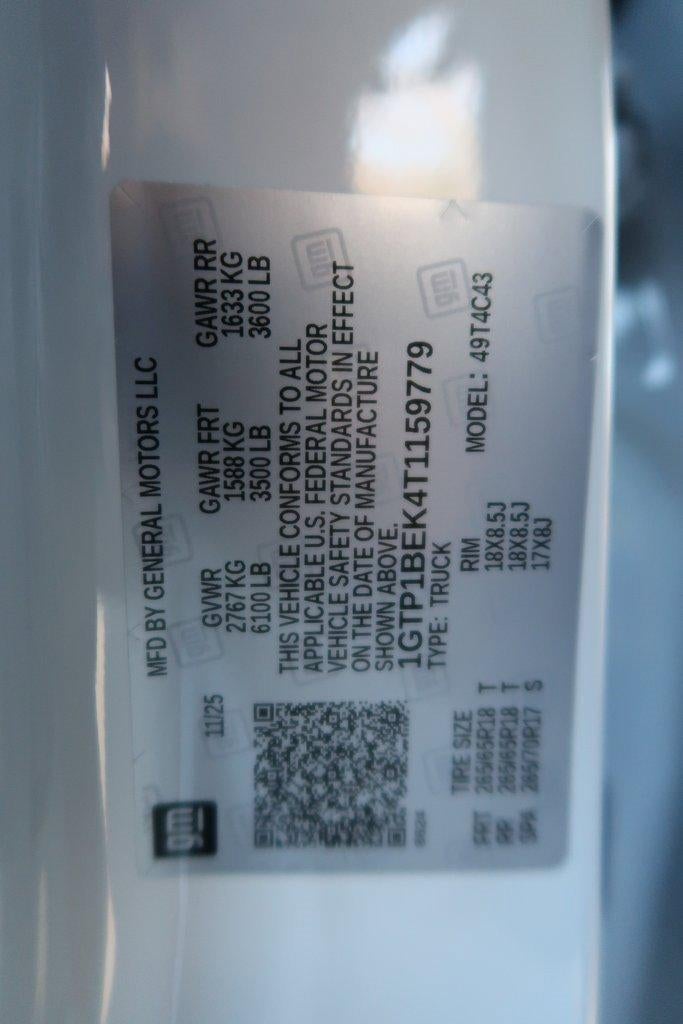 gm
11/25
MFD BY GENERAL MOTORS LLC
GVWR GAWR FRT GAWR RR
2767 KG 1588 KG 1633 KG
6100 LB 3500 LB 3600 LB
THIS VEHICLE CONFORMS TO ALL
APPLICABLE U.S. FEDERAL MOTOR
VEHICLE SAFETY STANDARDS IN EFFECT
ON THE DATE OF MANUFACTURE
SHOWN ABOVE.
1GTP1BEK4T1159779
TYPE: TRUCK MODEL: 49T4C43
TIRE SIZE RIM
FRT 265/65R18 T 18X8.5J
RR 265/65R18 T 18X8.5J
SPA 265/70R17 S 17X8J